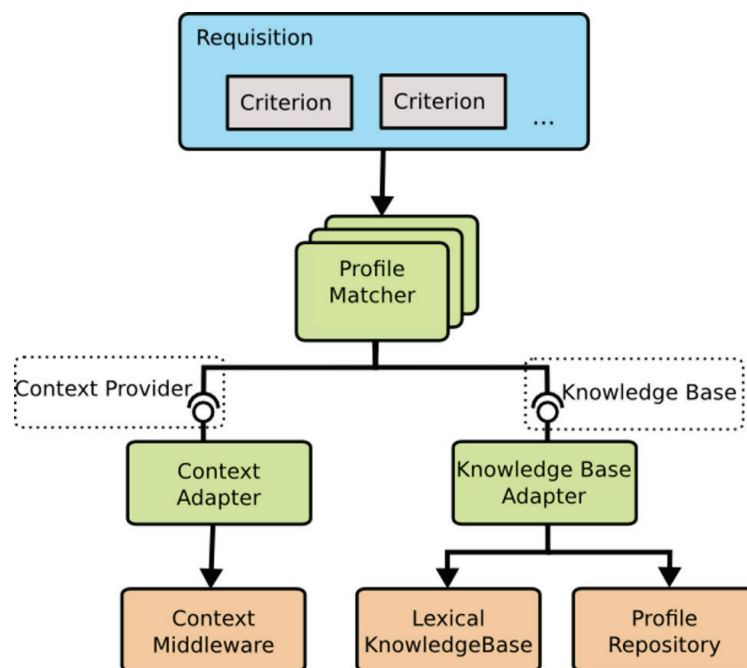 Requisition
Criterion
Criterion
...
Profile
Matcher
Context Provider
Knowledge Base
Context
Adapter
Knowledge Base
Adapter
Context
Middleware
Lexical
KnowledgeBase
Profile
Repository